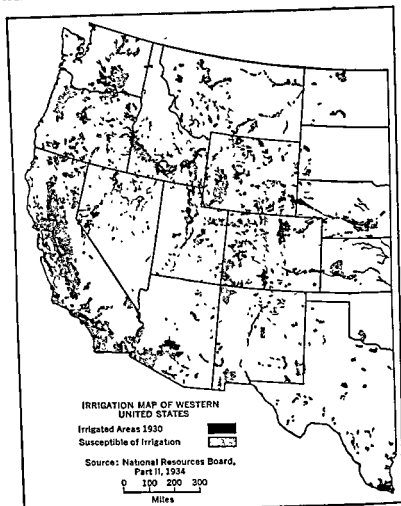 IRRIGATION MAP OF WESTERN
UNITED STATES
Irrigated Areas 1930
Susceptible of Irrigation
Source: National Resources Board,
Part II, 1934
0 100 200 300
Miles